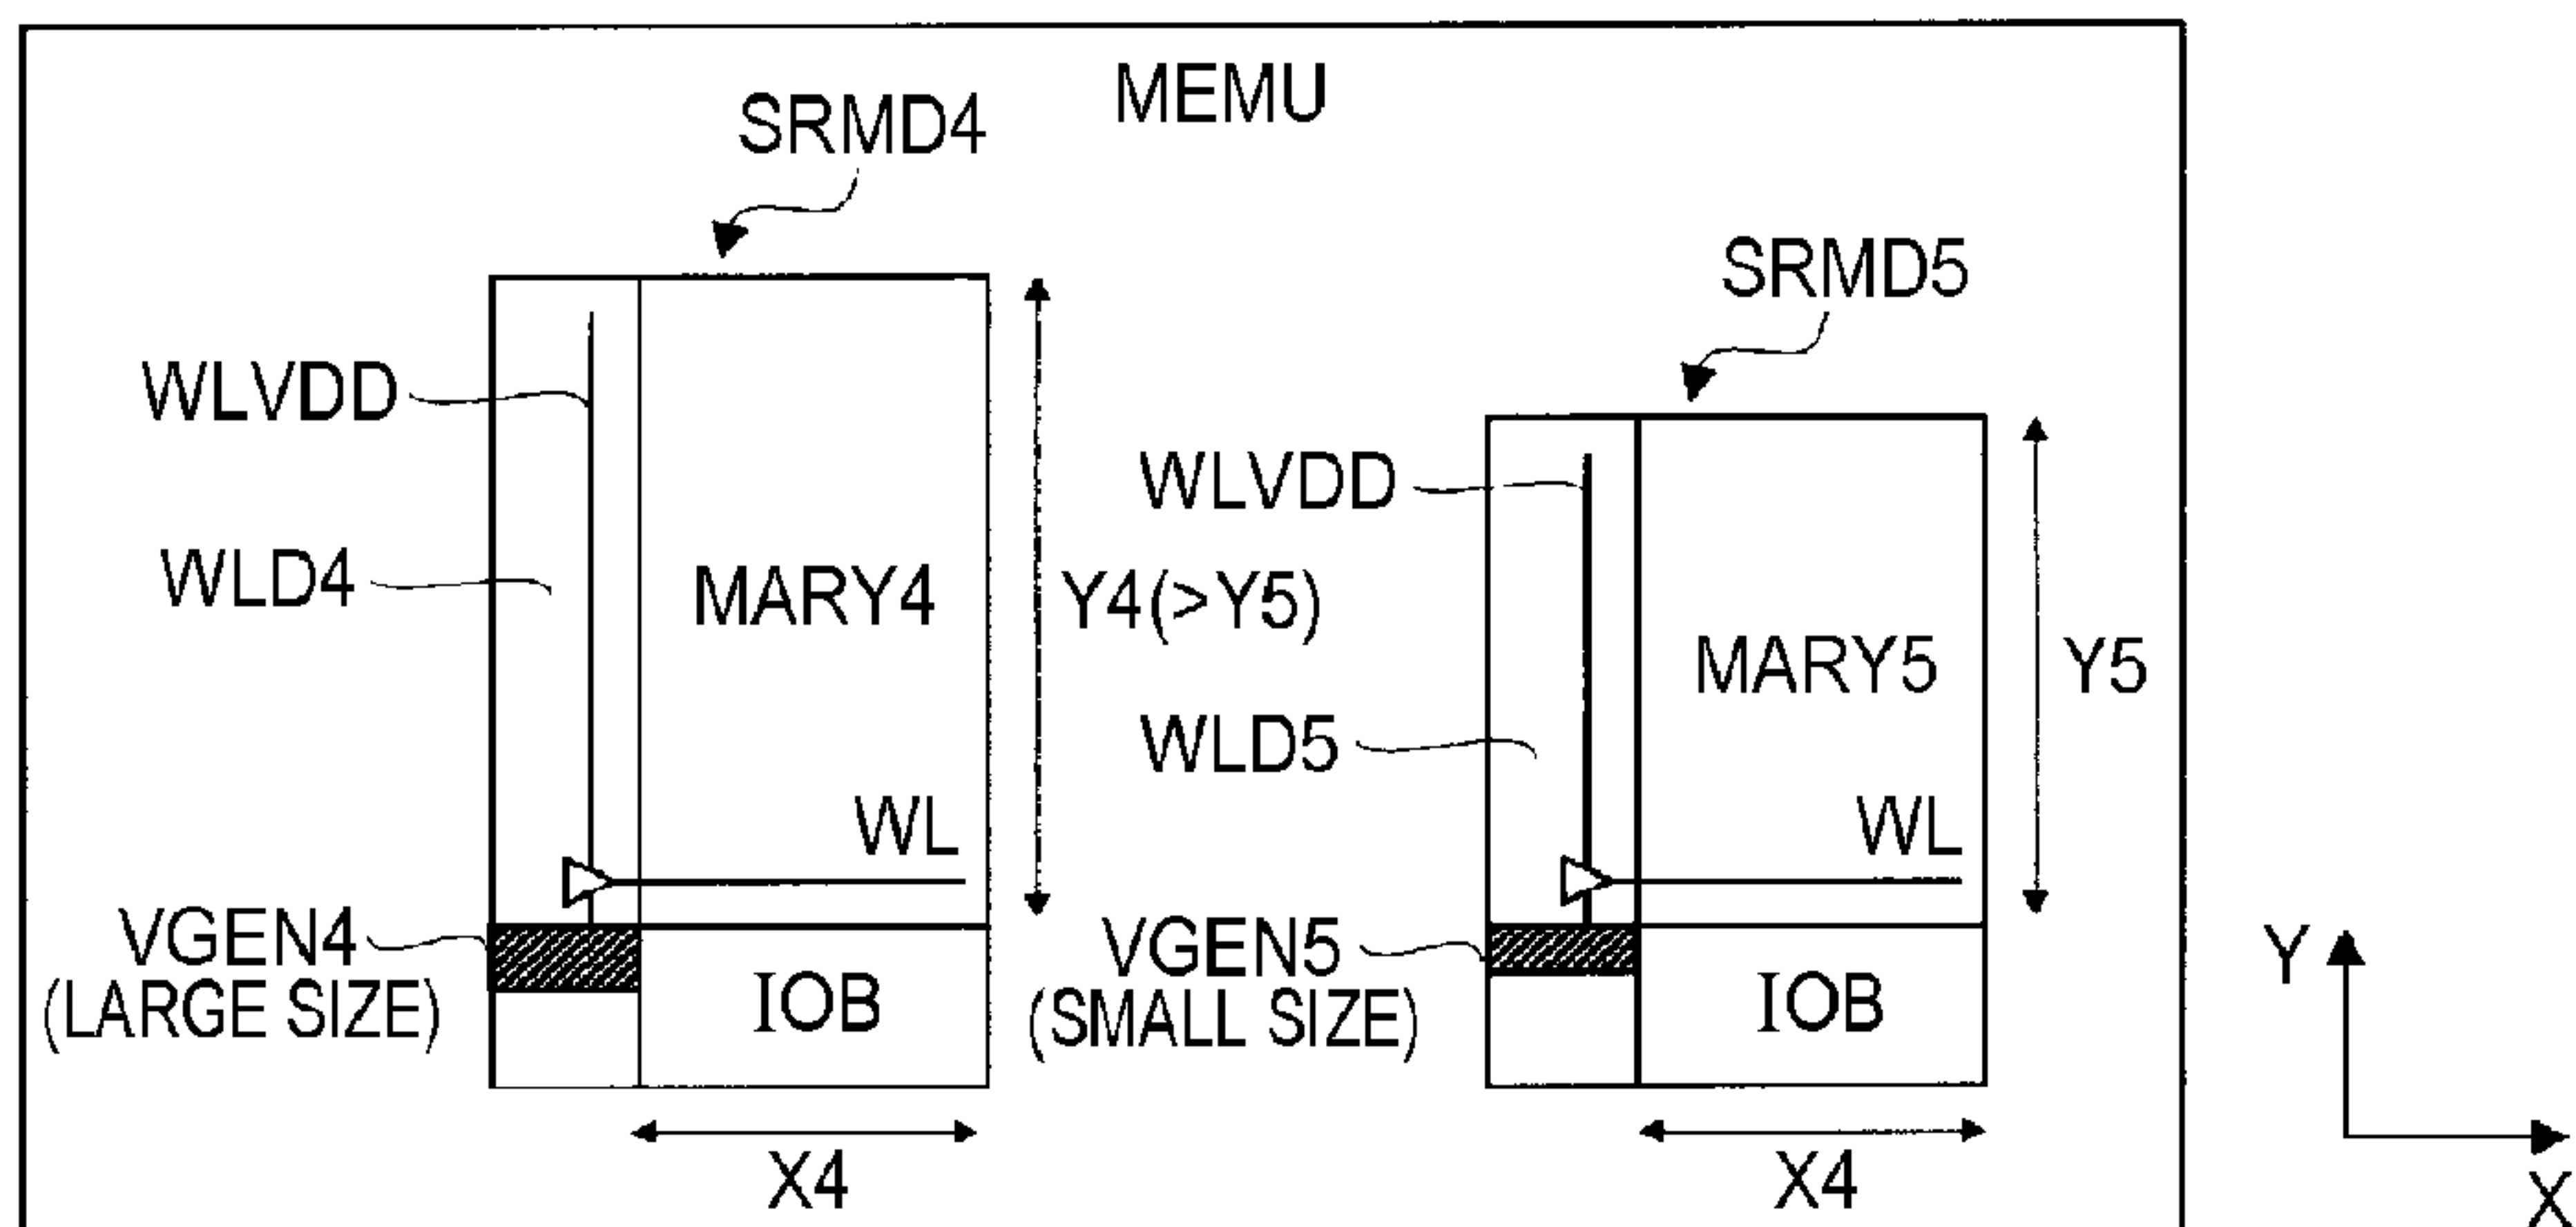 MEMU
SRMD4
SRMD5
WLVDD
WLVDD
WLD4
MARY4
Y4(>Y5)
MARY5
Y5
WLD5
WL
WL
VGEN4
(LARGE SIZE)
IOB
VGEN5
(SMALL SIZE)
IOB
Y
X4
X4
X